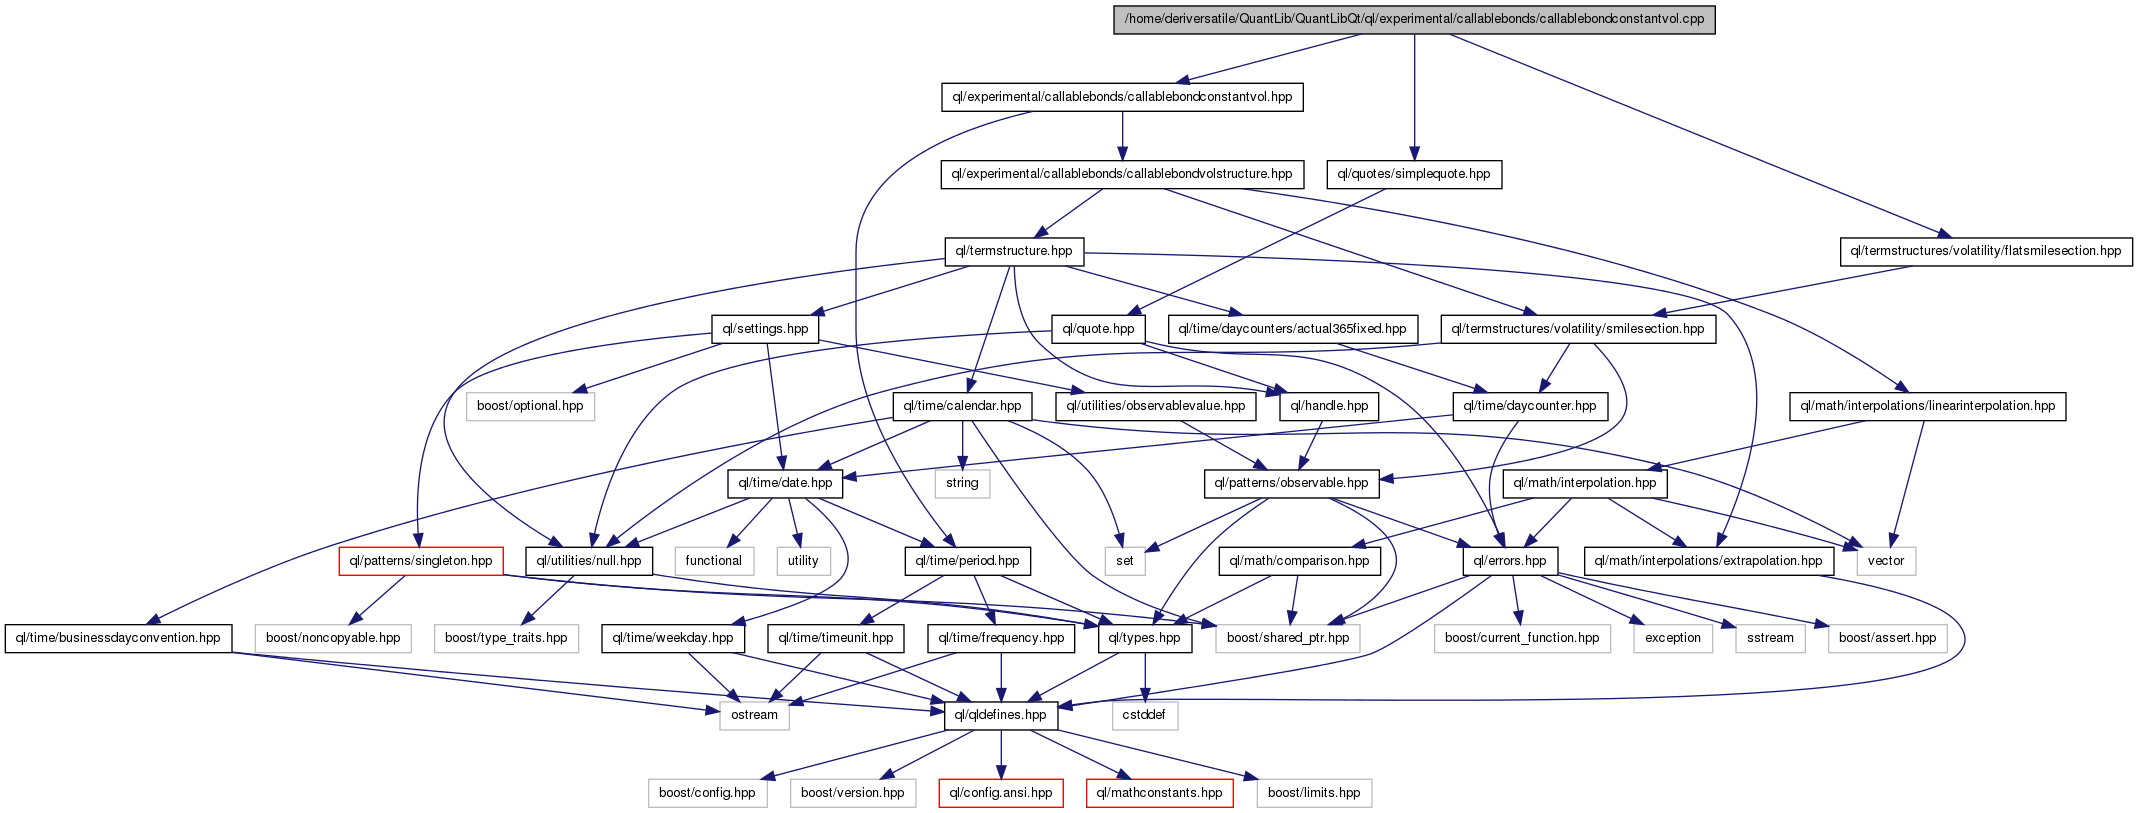 /home/deriversatile/QuantLib/QuantLibQt/ql/experimental/callablebonds/callablebondconstantvol.cpp
ql/experimental/callablebonds/callablebondconstantvol.hpp
ql/experimental/callablebonds/callablebondvolstructure.hpp
ql/quotes/simplequote.hpp
ql/termstructure.hpp
ql/termstructures/volatility/flatsmilesection.hpp
ql/settings.hpp
ql/quote.hpp
ql/time/daycounters/actual365fixed.hpp
ql/termstructures/volatility/smilesection.hpp
boost/optional.hpp
ql/time/calendar.hpp
ql/utilities/observablevalue.hpp
ql/handle.hpp
ql/time/daycounter.hpp
ql/math/interpolations/linearinterpolation.hpp
ql/time/date.hpp
string
ql/patterns/observable.hpp
ql/math/interpolation.hpp
ql/patterns/singleton.hpp
ql/utilities/null.hpp
functional
utility
ql/time/period.hpp
set
ql/math/comparison.hpp
ql/errors.hpp
ql/math/interpolations/extrapolation.hpp
vector
ql/time/businessdayconvention.hpp
boost/noncopyable.hpp
boost/type_traits.hpp
ql/time/weekday.hpp
ql/time/timeunit.hpp
ql/time/frequency.hpp
ql/types.hpp
boost/shared_ptr.hpp
boost/current_function.hpp
exception
sstream
boost/assert.hpp
ostream
ql/qldefines.hpp
cstddef
boost/config.hpp
boost/version.hpp
ql/config.ansi.hpp
ql/mathconstants.hpp
boost/limits.hpp